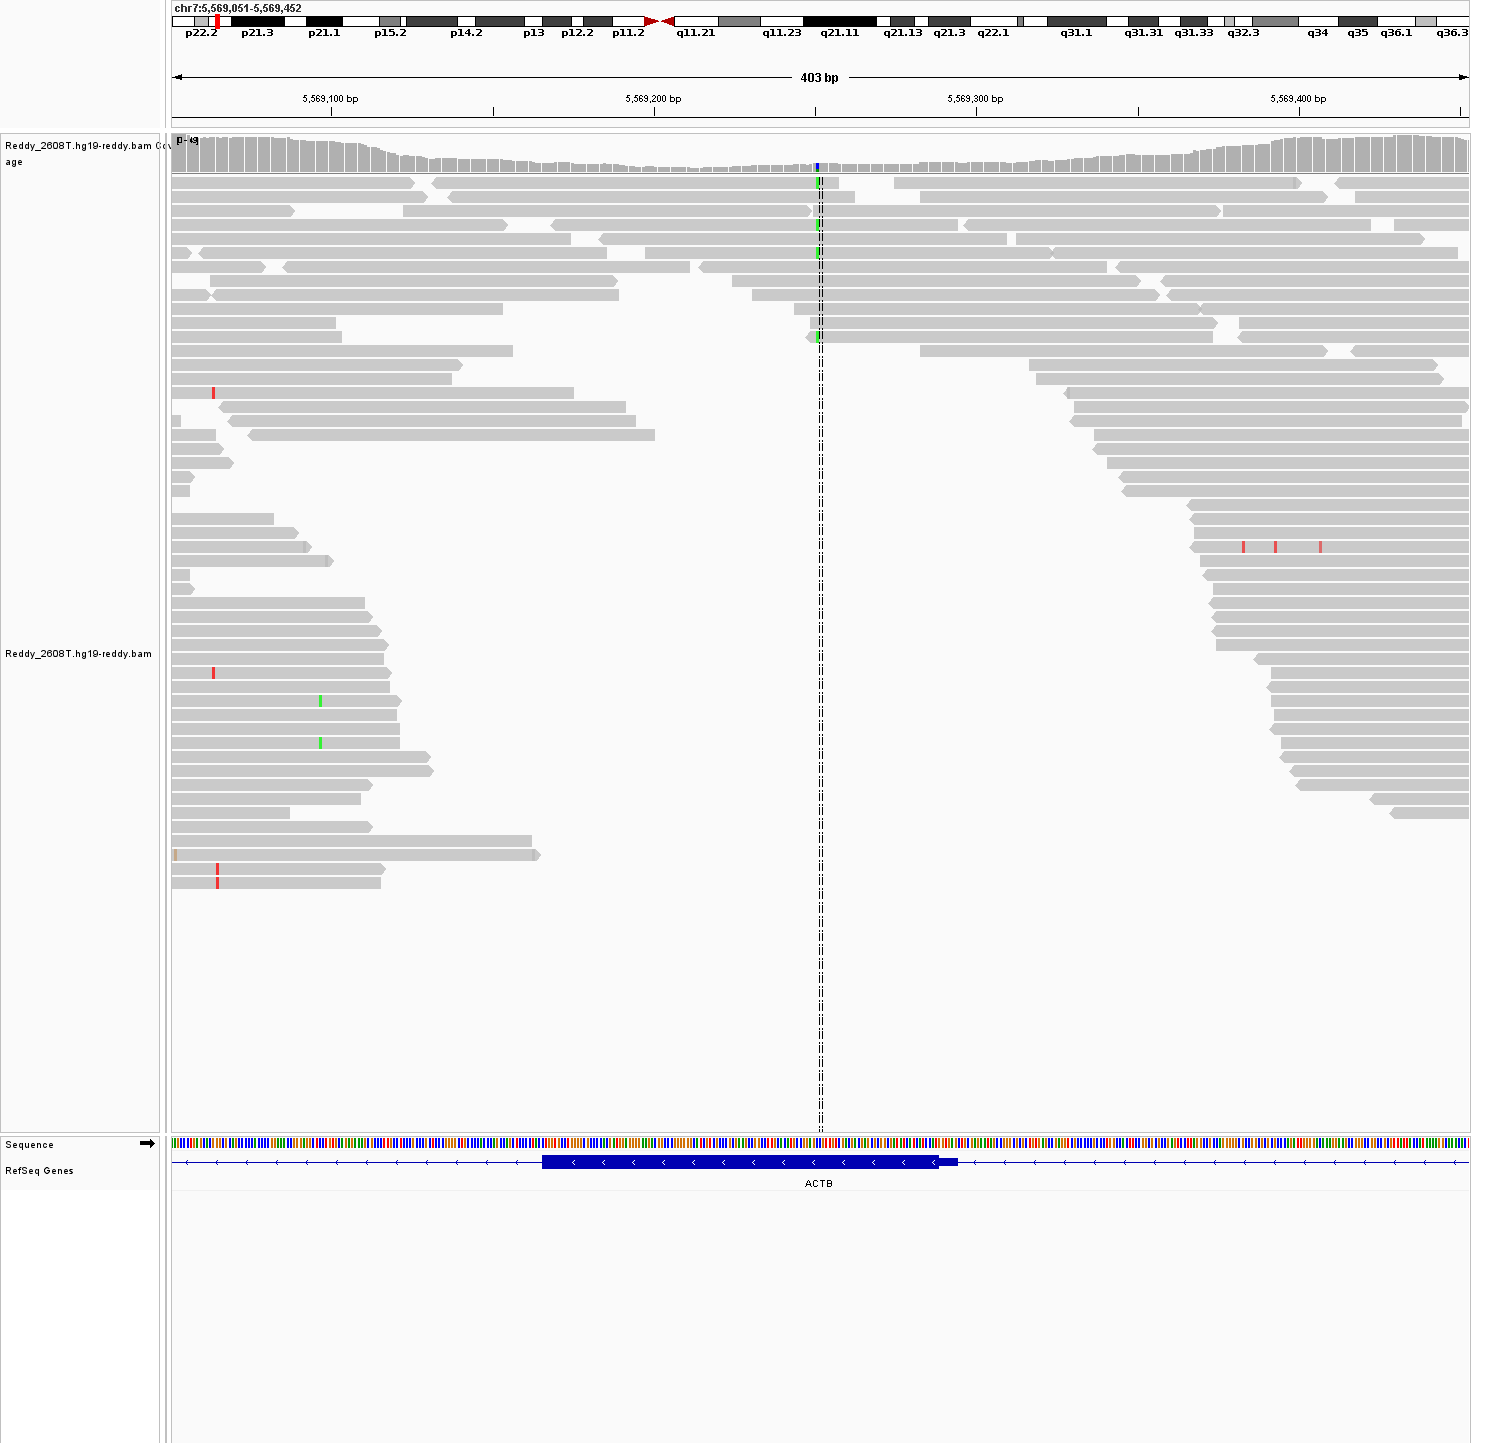 chr7:5,569,051-5,569,452
p22.2 p21.3 p21.1 p15.2 p14.2 p13 p12.2 p11.2 q11.21 q11.23 q21.11 q21.13 q21.3 q22.1 q31.1 q31.31 q31.33 q32.3 q34 q35 q36.1 q36.3
403 bp
5,569,100 bp 5,569,200 bp 5,569,300 bp 5,569,400 bp
Reddy_2608T.hg19-reddy.bam Cov
age
Reddy_2608T.hg19-reddy.bam
Sequence
RefSeq Genes
ACTB